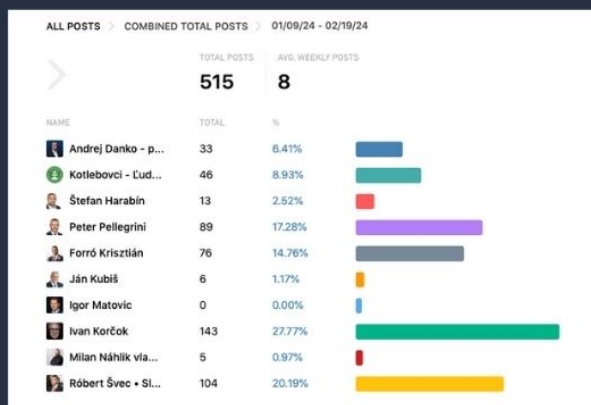 ALL POSTS > COMBINED TOTAL POSTS > 01/09/24 - 02/19/24
TOTAL POSTS AVG. WEEKLY POSTS
515 8
NAME TOTAL %
Andrej Danko - p... 33 6.41%
Kotlebovci - Ľud... 46 8.93%
Štefan Harabín 13 2.52%
Peter Pellegrini 89 17.28%
Forró Krisztián 76 14.76%
Ján Kubiš 6 1.17%
Igor Matovic 0 0.00%
Ivan Korčok 143 27.77%
Milan Náhlik vla... 5 0.97%
Róbert Švec • Sl... 104 20.19%